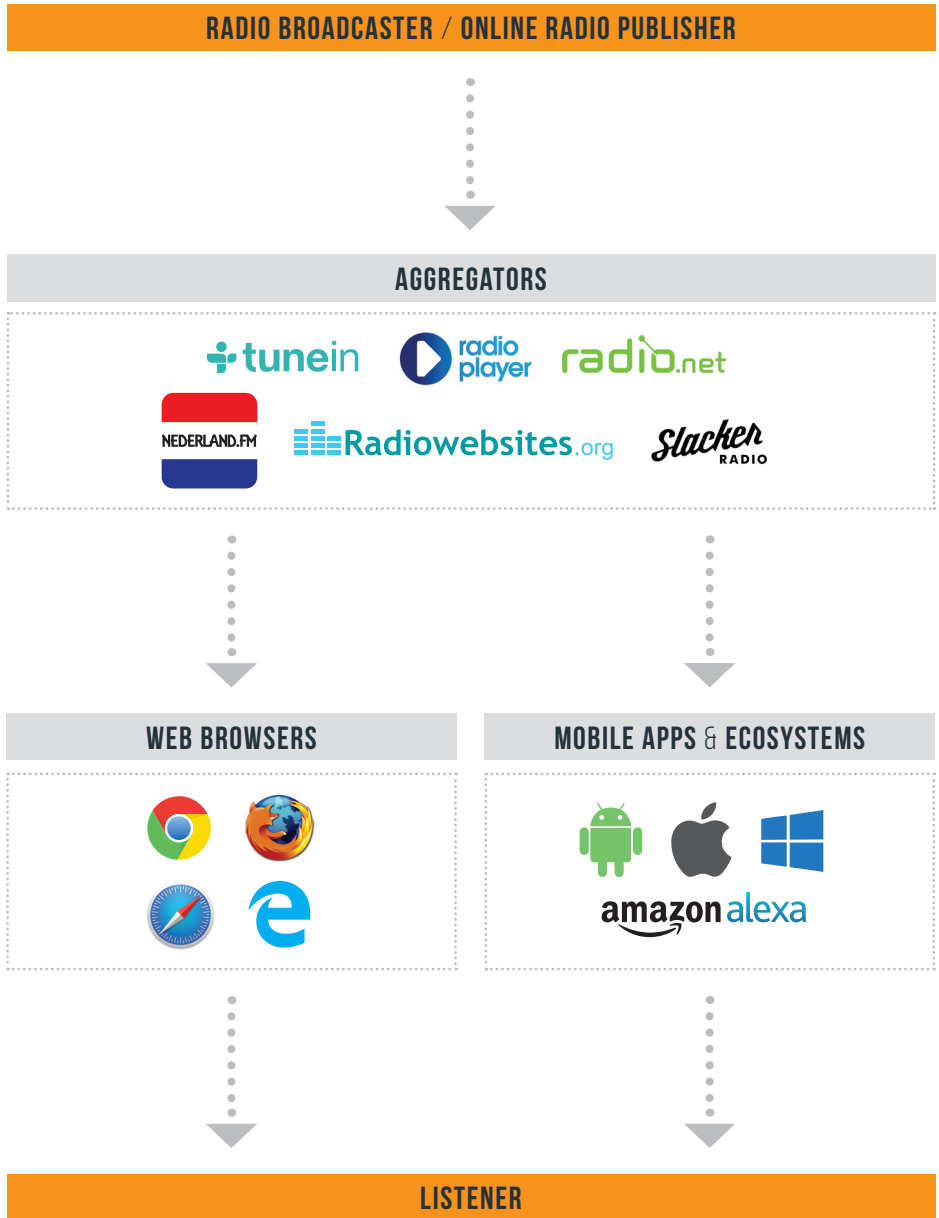 RADIO BROADCASTER / ONLINE RADIO PUBLISHER
AGGREGATORS
tunein
radio
player
radio.net
NEDERLAND.FM
Radiowebsites.org
Slacker
RADIO
WEB BROWSERS
MOBILE APPS & ECOSYSTEMS
amazon alexa
LISTENER